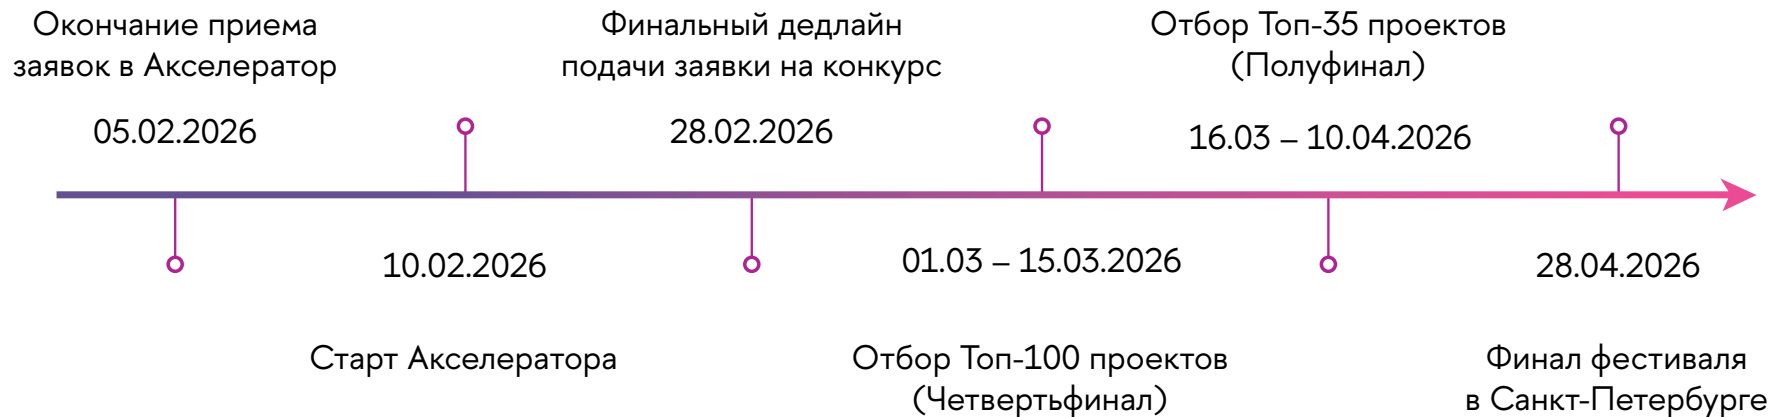 Окончание приема
заявок в Акселератор
05.02.2026
10.02.2026
Старт Акселератора
Финальный дедлайн
подачи заявки на конкурс
28.02.2026
01.03 – 15.03.2026
Отбор Топ-100 проектов
(Четвертьфинал)
Отбор Топ-35 проектов
(Полуфинал)
16.03 – 10.04.2026
28.04.2026
Финал фестиваля
в Санкт-Петербурге